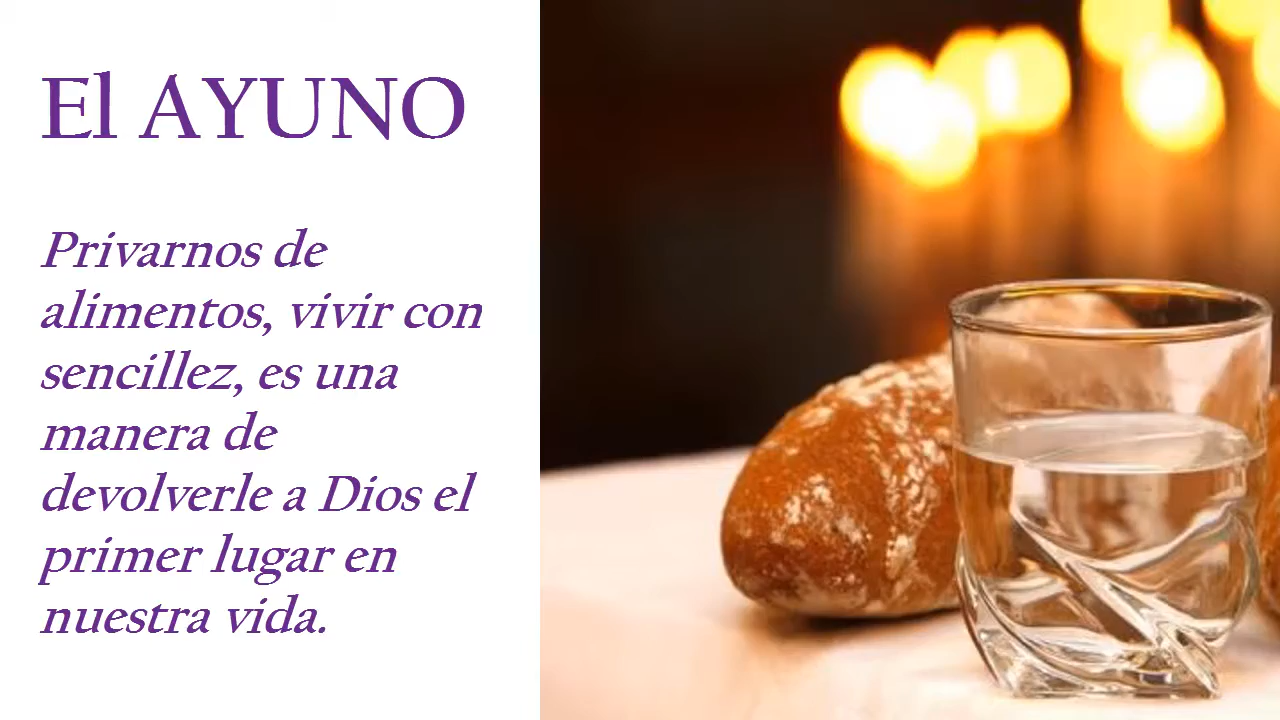 El AYUNO
Privarnos de
alimentos, vivir con
sencillez, es una
manera de
devolverle a Dios el
primer lugar en
nuestra vida.